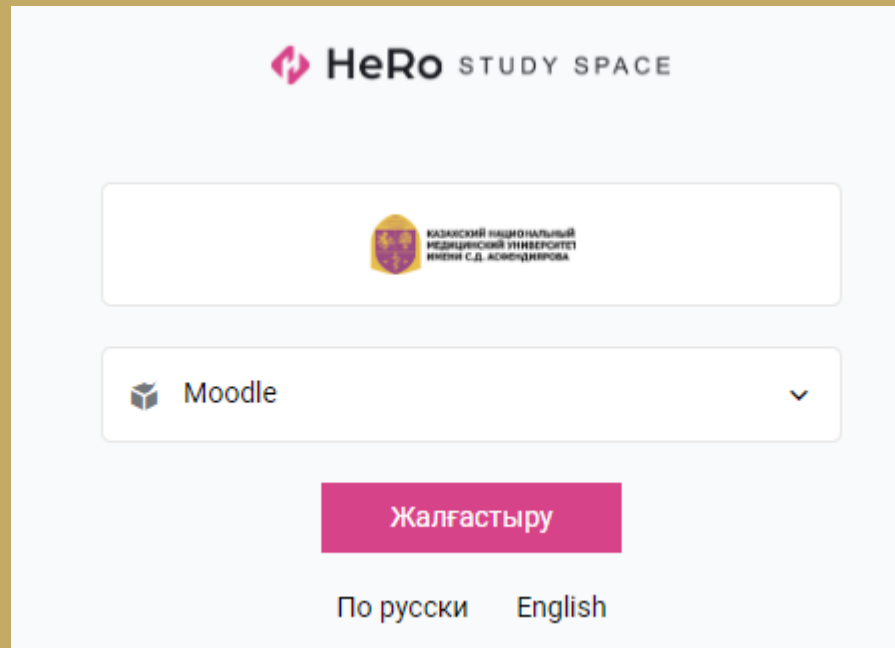 HeRo STUDY SPACE
КАЗАХСКИЙ НАЦИОНАЛЬНЫЙ
МЕДИЦИНСКИЙ УНИВЕРСИТЕТ
ИМЕНИ С.Д. АСФЕНДИЯРОВА
Moodle
Жалғастыру
По русски English